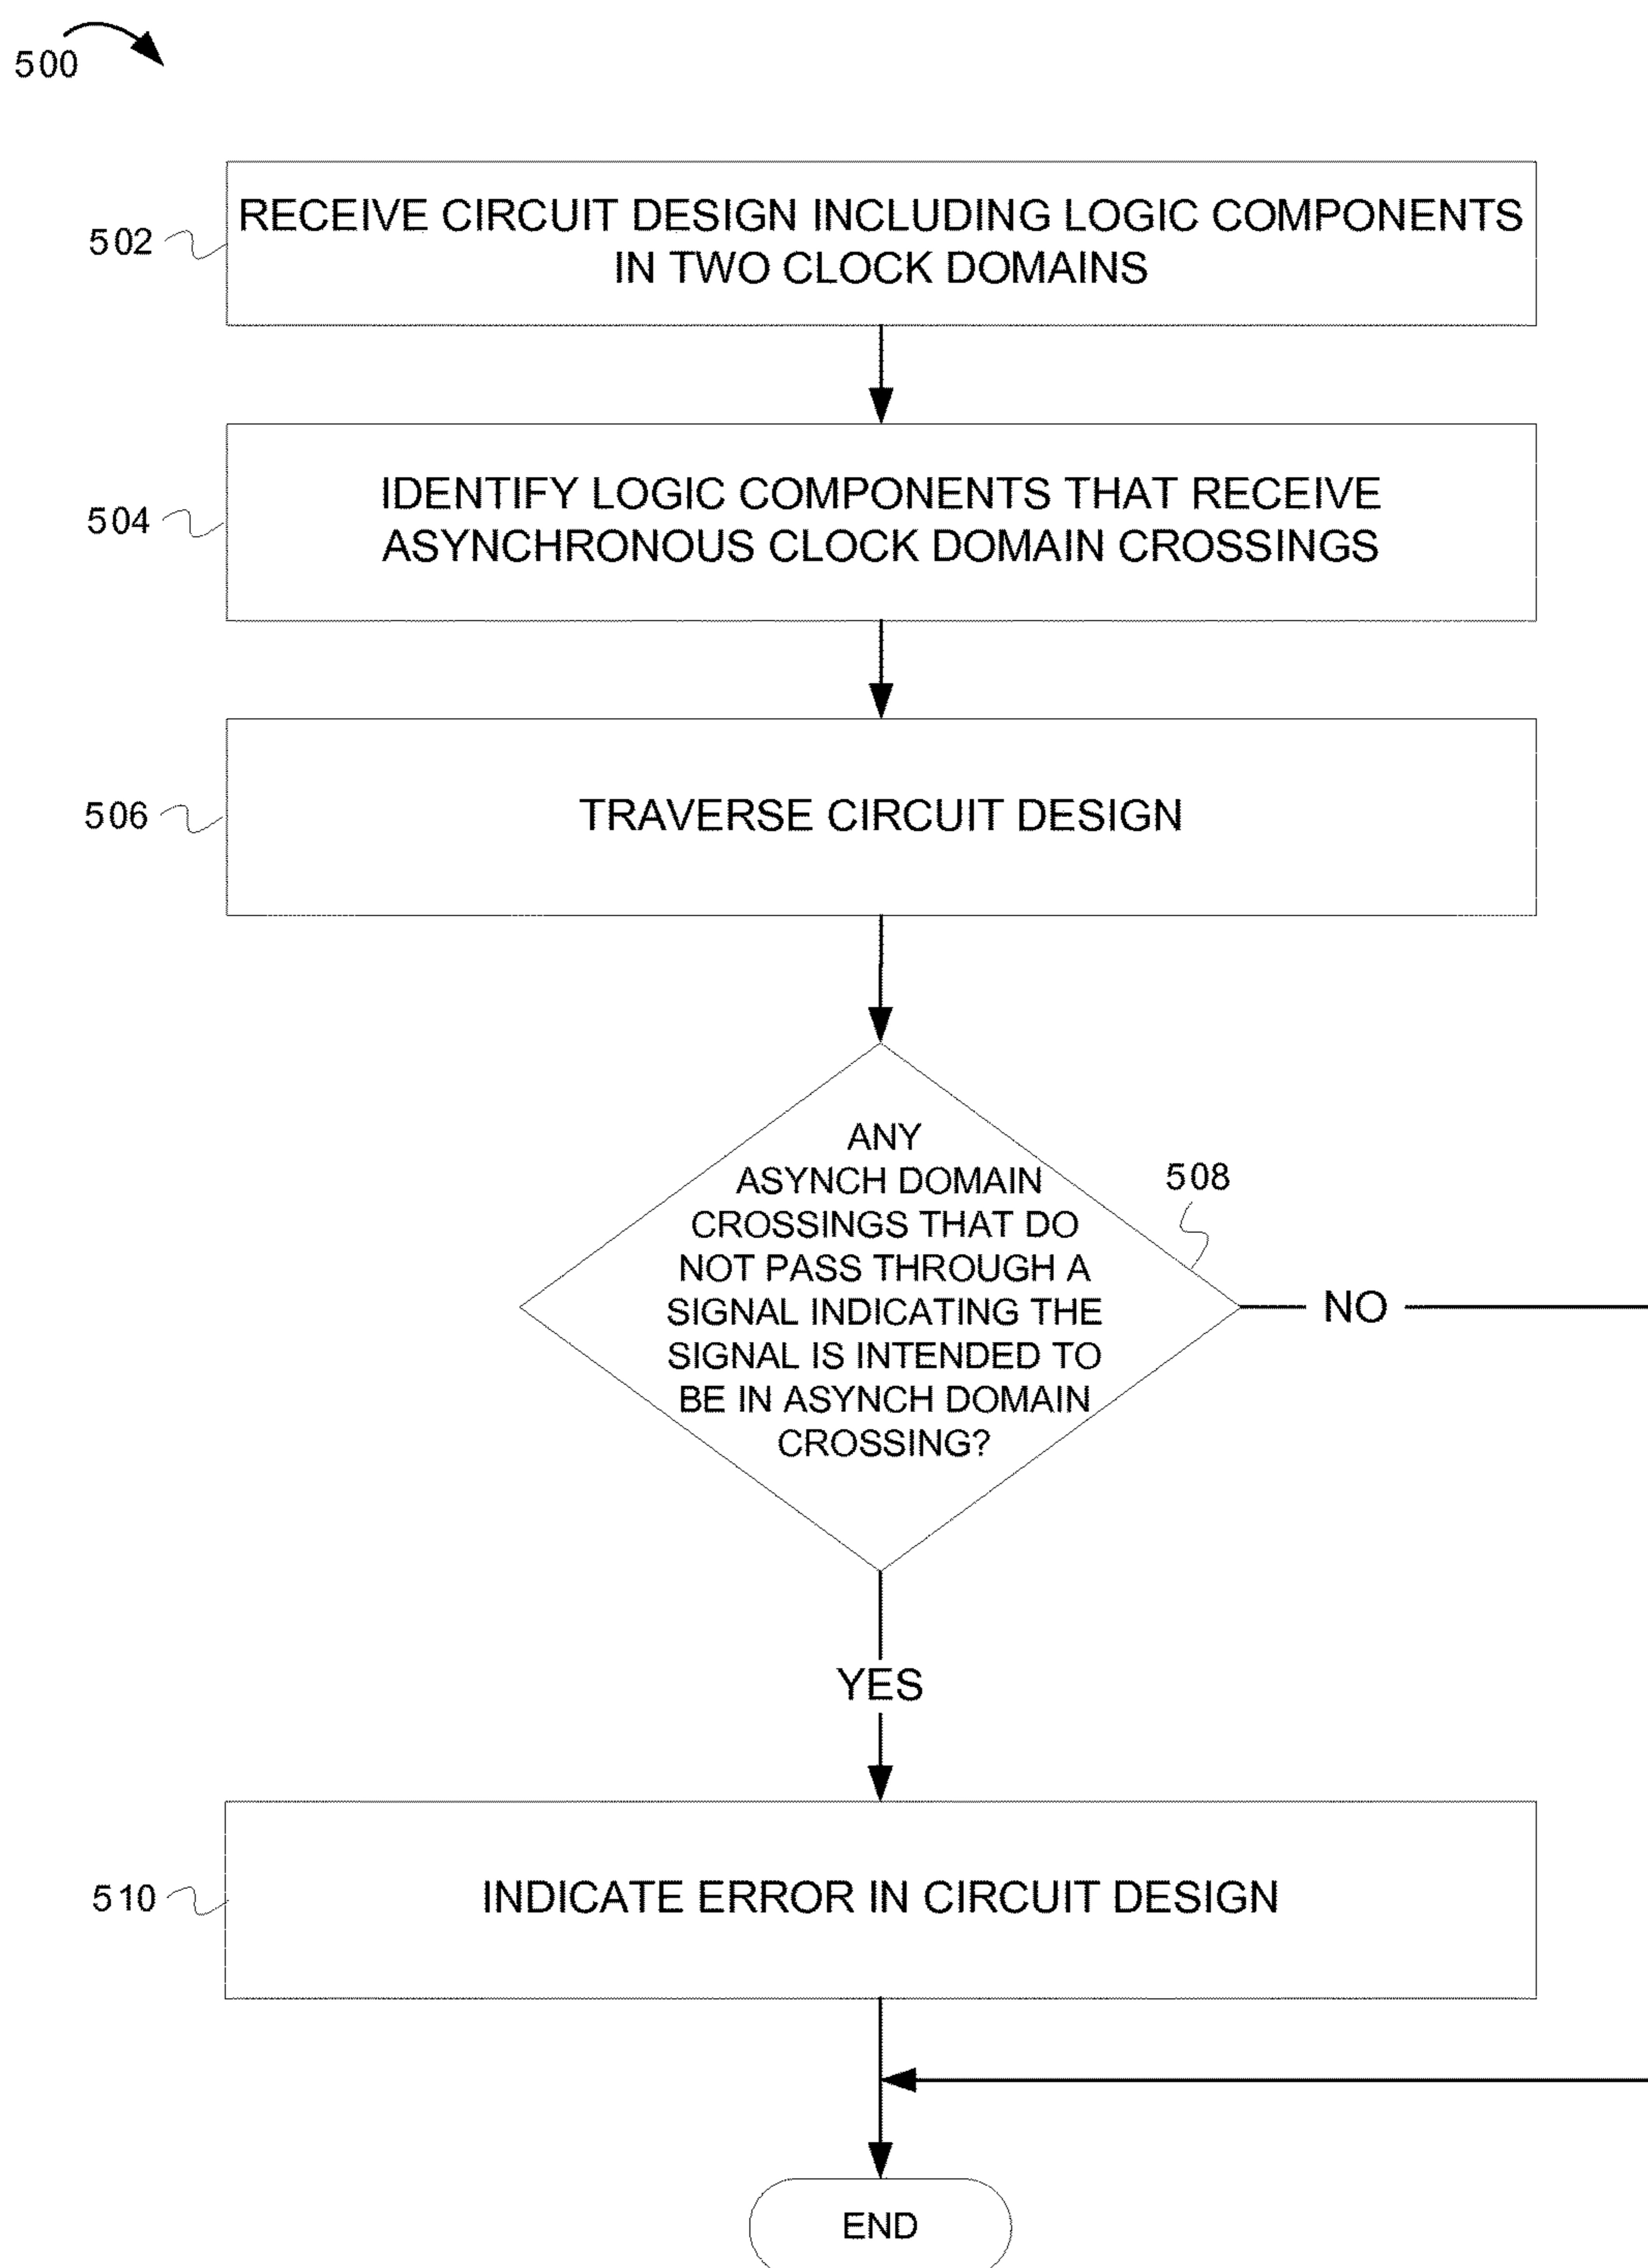 500
502
RECEIVE CIRCUIT DESIGN INCLUDING LOGIC COMPONENTS
IN TWO CLOCK DOMAINS
504
IDENTIFY LOGIC COMPONENTS THAT RECEIVE
ASYNCHRONOUS CLOCK DOMAIN CROSSINGS
506
TRAVERSE CIRCUIT DESIGN
ANY
ASYNCH DOMAIN
CROSSINGS THAT DO
NOT PASS THROUGH A
SIGNAL INDICATING THE
SIGNAL IS INTENDED TO
BE IN ASYNCH DOMAIN
CROSSING?
508
NO
YES
510
INDICATE ERROR IN CIRCUIT DESIGN
END